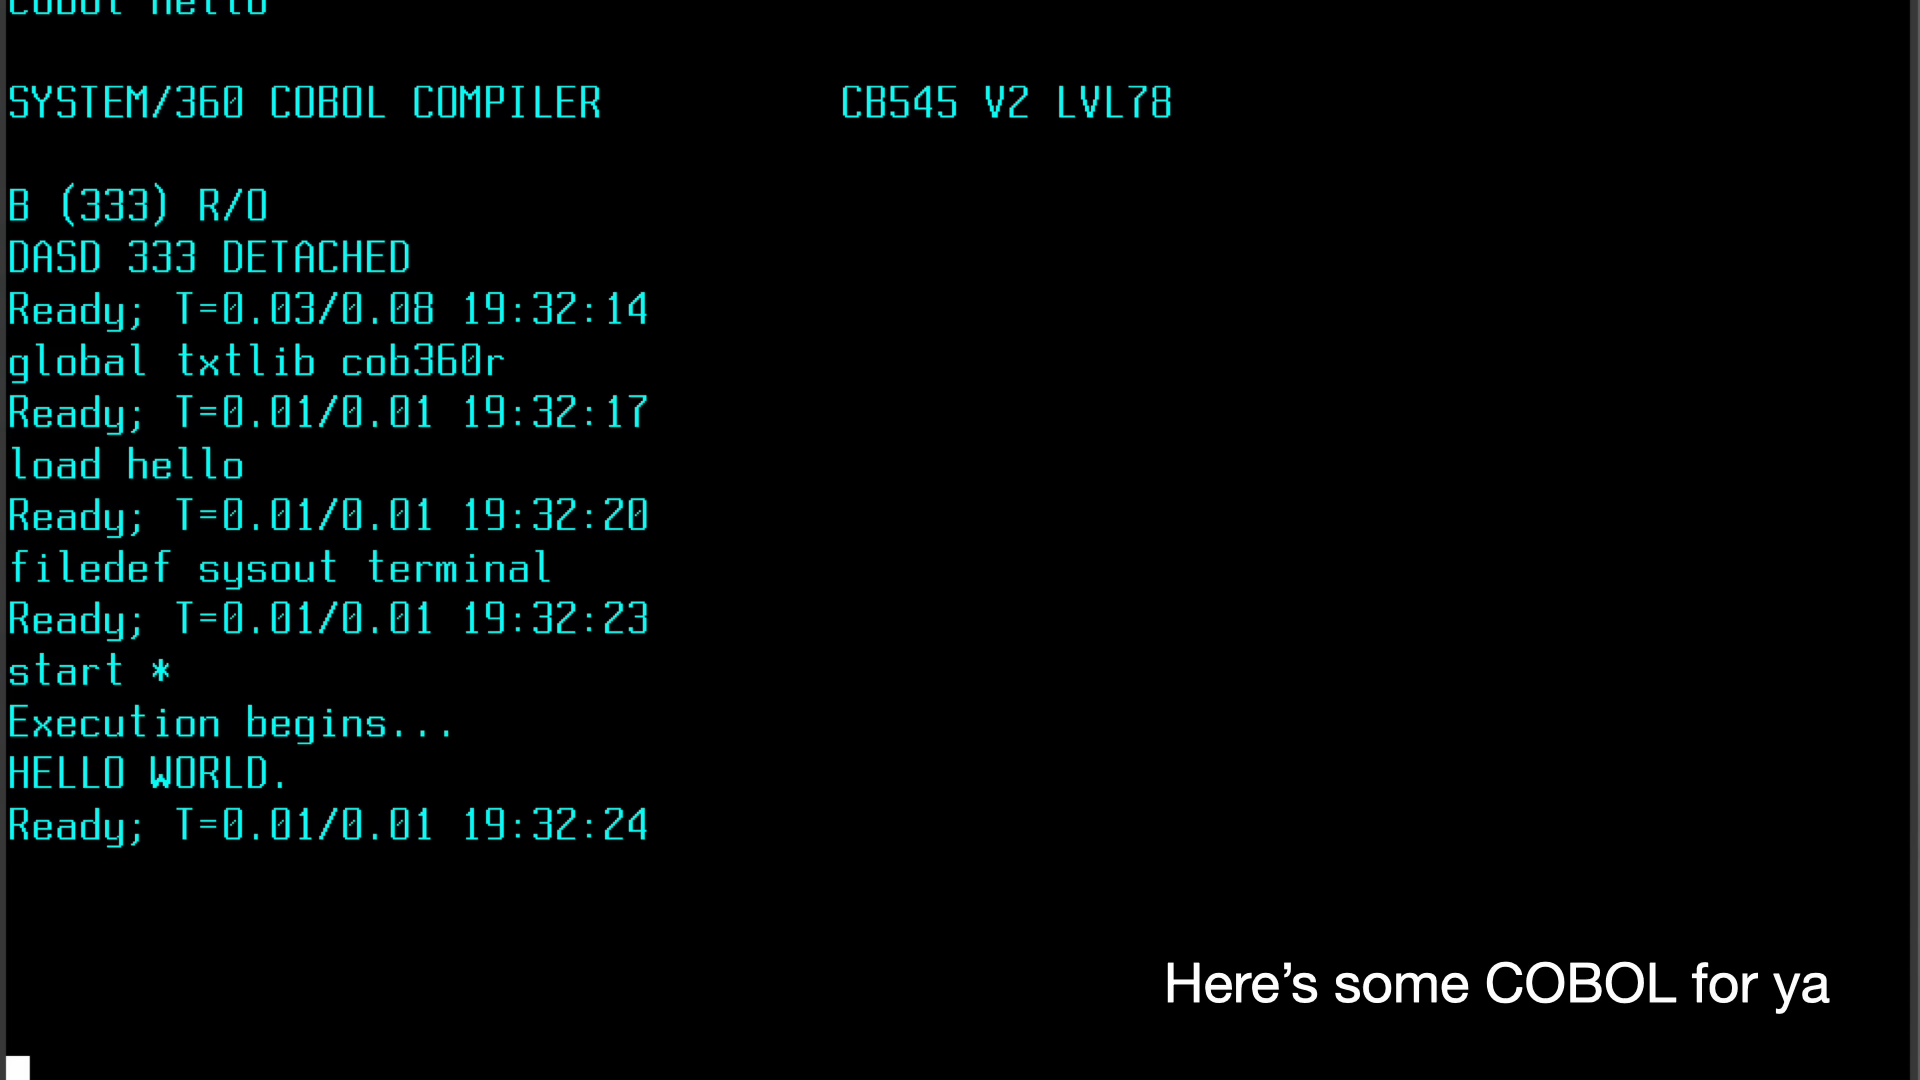 cobol hello
SYSTEM/360 COBOL COMPILER CB545 V2 LVL78
B (333) R/O
DASD 333 DETACHED
Ready; T=0.03/0.08 19:32:14
global txtlib cob360r
Ready; T=0.01/0.01 19:32:17
load hello
Ready; T=0.01/0.01 19:32:20
filedef sysout terminal
Ready; T=0.01/0.01 19:32:23
start *
Execution begins...
HELLO WORLD.
Ready; T=0.01/0.01 19:32:24
Here’s some COBOL for ya